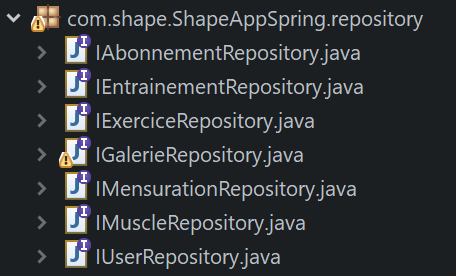 com.shape.ShapeAppSpring.repository
IAbonnementRepository.java
IEntrainementRepository.java
IExerciceRepository.java
IGalerieRepository.java
IMensurationRepository.java
IMuscleRepository.java
IUserRepository.java